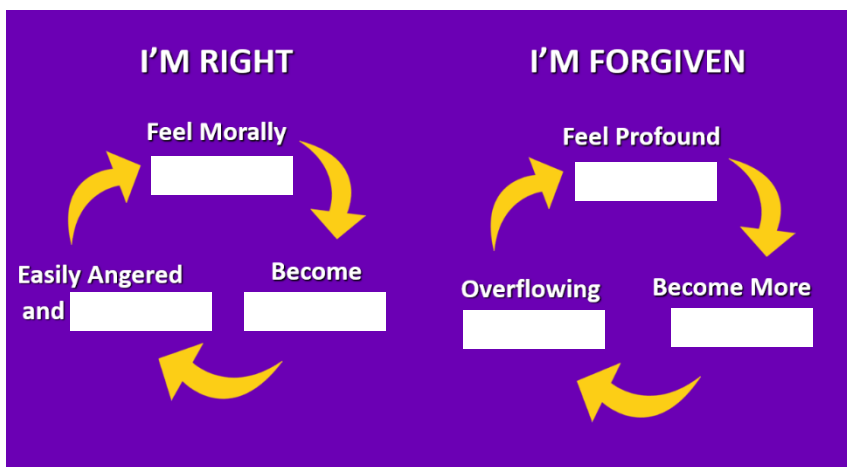 I'M RIGHT
Feel Morally
Become
Easily Angered
and
I'M FORGIVEN
Feel Profound
Become More
Overflowing